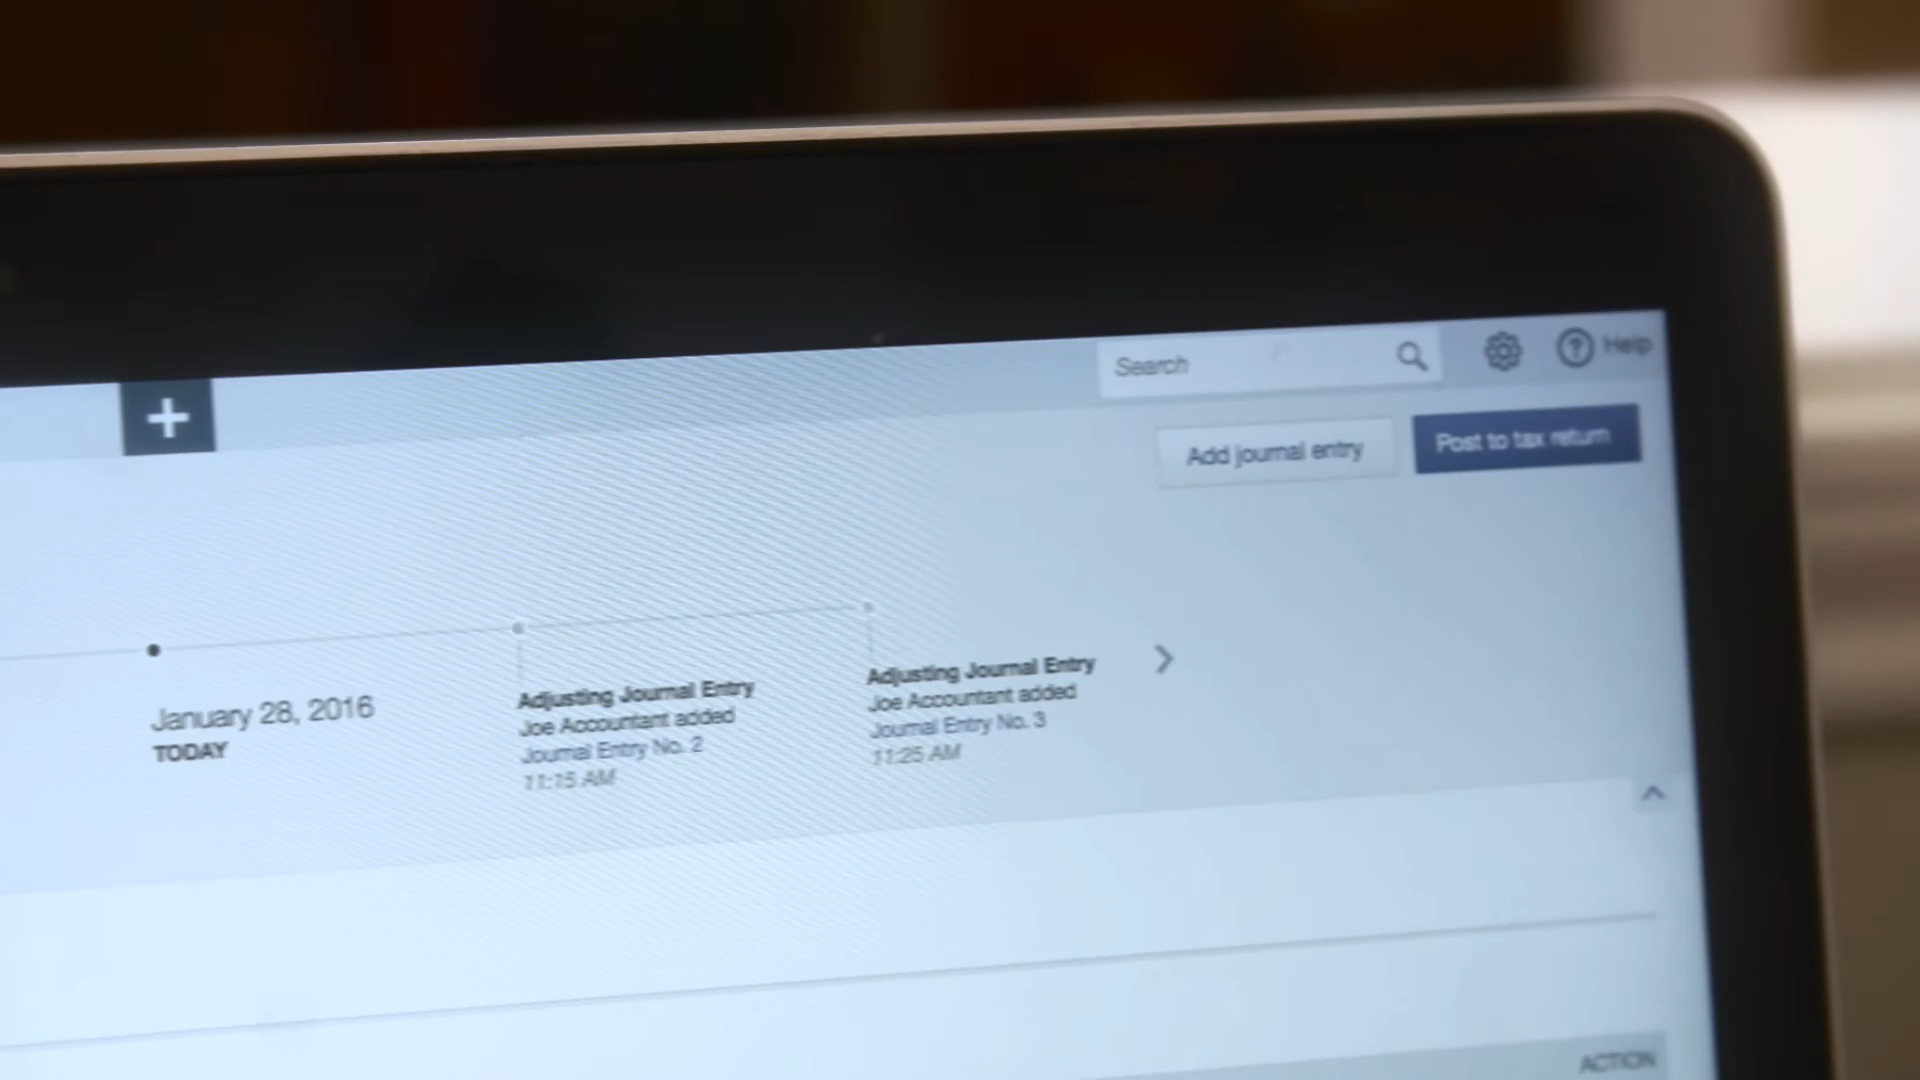 Search
Help
Add journal entry
Post to tax return
January 28, 2016
TODAY
Adjusting Journal Entry
Joe Accountant added
Journal Entry No. 2
11:15 AM
Adjusting Journal Entry
Joe Accountant added
Journal Entry No. 3
11:25 AM
ACTION